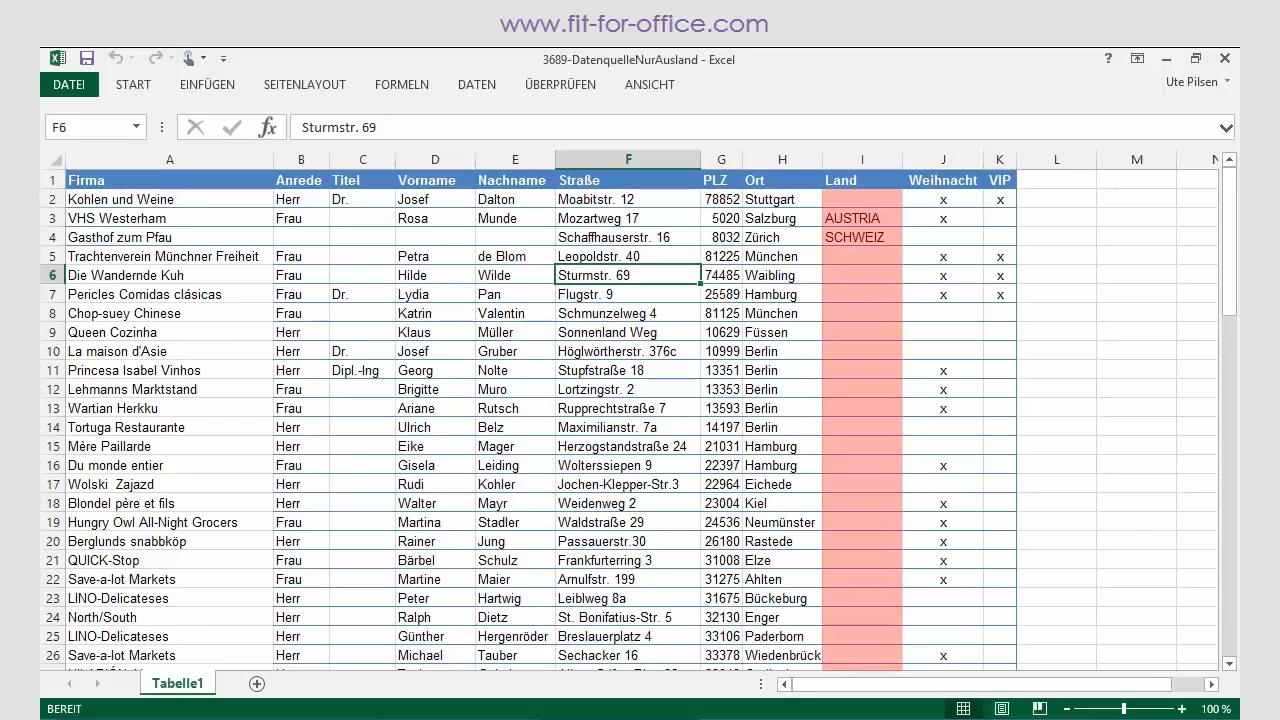 www.fit-for-office.com
3689-DatenquelleNurAusland - Excel
?
DATEI START EINFÜGEN SEITENLAYOUT FORMELN DATEN ÜBERPRÜFEN ANSICHT Ute Pilsen
F6 fx Sturmstr. 69
A B C D E F G H I J K L M N
1 Firma Anrede Titel Vorname Nachname Straße PLZ Ort Land Weihnacht VIP
2 Kohlen und Weine Herr Dr. Josef Dalton Moabitstr. 12 78852 Stuttgart x x
3 VHS Westerham Frau Rosa Munde Mozartweg 17 5020 Salzburg AUSTRIA x
4 Gasthof zum Pfau Schaffhauserstr. 16 8032 Zürich SCHWEIZ
5 Trachtenverein Münchner Freiheit Frau Petra de Blom Leopoldstr. 40 81225 München x x
6 Die Wandernde Kuh Frau Hilde Wilde Sturmstr. 69 74485 Waibling x x
7 Pericles Comidas clásicas Frau Dr. Lydia Pan Flugstr. 9 25589 Hamburg x x
8 Chop-suey Chinese Frau Katrin Valentin Schmunzelweg 4 81125 München
9 Queen Cozinha Herr Klaus Müller Sonnenland Weg 10629 Füssen
10 La maison d'Asie Herr Dr. Josef Gruber Höglwörtherstr. 376c 10999 Berlin
11 Princesa Isabel Vinhos Herr Dipl.-Ing Georg Nolte Stupfstraße 18 13351 Berlin x
12 Lehmanns Marktstand Frau Brigitte Muro Lortzingstr. 2 13353 Berlin x
13 Wartian Herkku Frau Ariane Rutsch Rupprechtstraße 7 13593 Berlin x
14 Tortuga Restaurante Herr Ulrich Belz Maximilianstr. 7a 14197 Berlin
15 Mère Paillarde Herr Eike Mager Herzogstandstraße 24 21031 Hamburg
16 Du monde entier Frau Gisela Leiding Wolterssiepen 9 22397 Hamburg x
17 Wolski  Zajazd Herr Rudi Kohler Jochen-Klepper-Str.3 22964 Eichede
18 Blondel père et fils Herr Walter Mayr Weidenweg 2 23004 Kiel x
19 Hungry Owl All-Night Grocers Frau Martina Stadler Waldstraße 29 24536 Neumünster x
20 Berglunds snabbköp Herr Rainer Jung Passauerstr.30 26180 Rastede x
21 QUICK-Stop Frau Bärbel Schulz Frankfurterring 3 31008 Elze x
22 Save-a-lot Markets Frau Martine Maier Arnulfstr. 199 31275 Ahlten x
23 LINO-Delicateses Herr Peter Hartwig Leiblweg 8a 31675 Bückeburg
24 North/South Herr Ralph Dietz St. Bonifatius-Str. 5 32130 Enger
25 LINO-Delicateses Herr Günther Hergenröder Breslauerplatz 4 33106 Paderborn
26 Save-a-lot Markets Herr Michael Tauber Sechacker 16 33378 Wiedenbrück x
Tabelle1
BEREIT 100 %